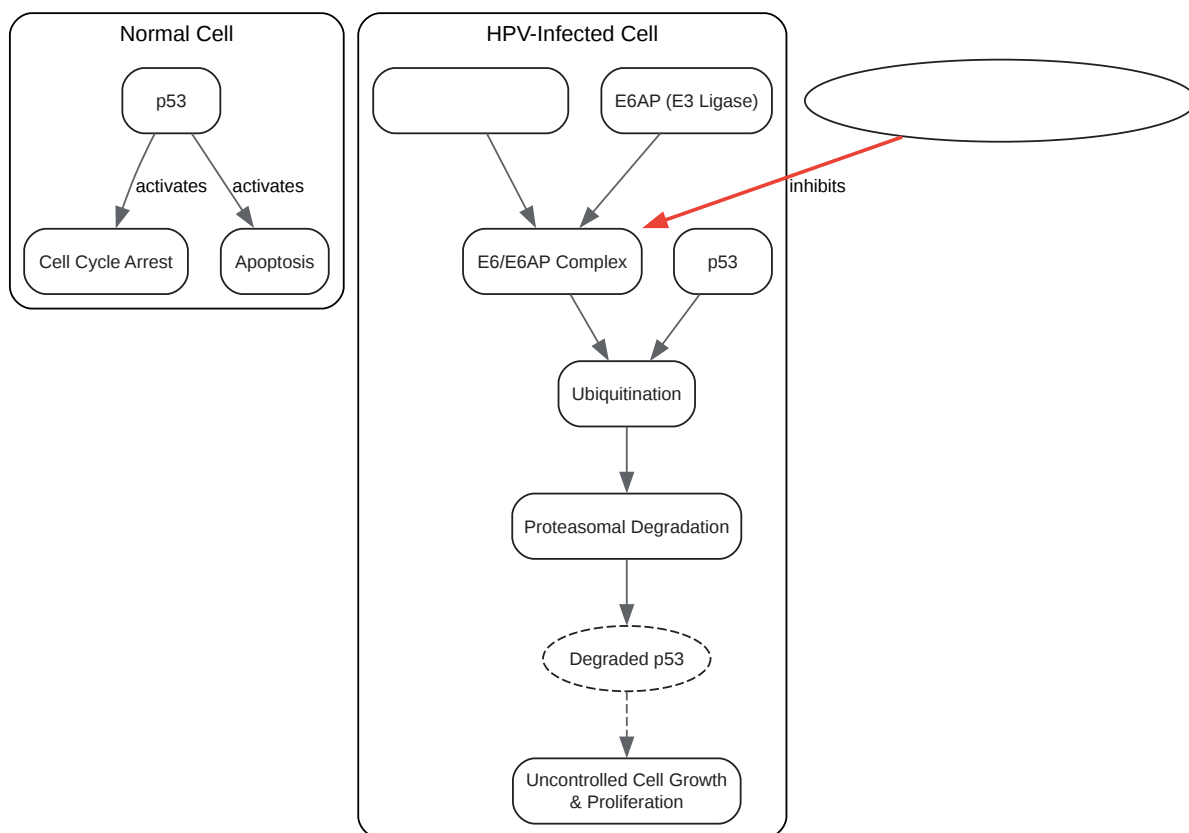 Normal Cell
p53
activates
activates
Cell Cycle Arrest
Apoptosis
HPV-Infected Cell
E6AP (E3 Ligase)
inhibits
E6/E6AP Complex
p53
Ubiquitination
Proteasomal Degradation
Degraded p53
Uncontrolled Cell Growth
& Proliferation